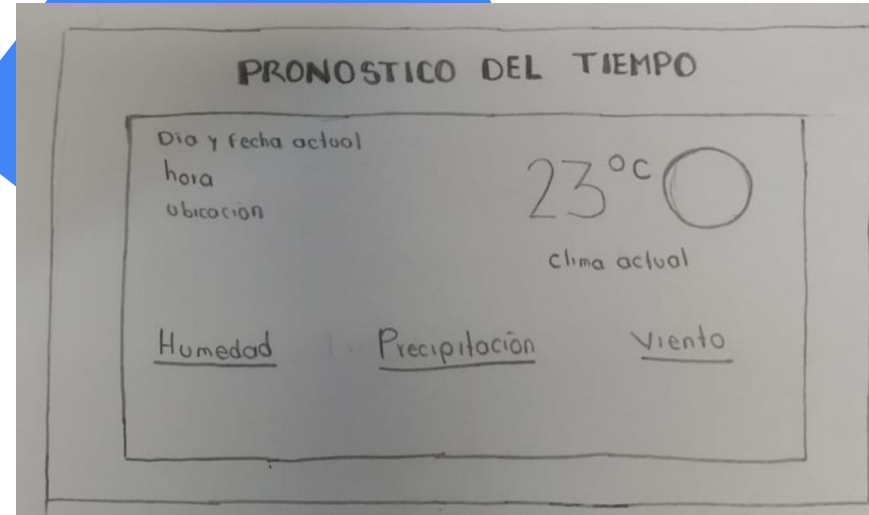 PRONOSTICO DEL TIEMPO
Dia y fecha actual
hora
ubicación
23°C
clima actual
Humedad Precipitación Viento